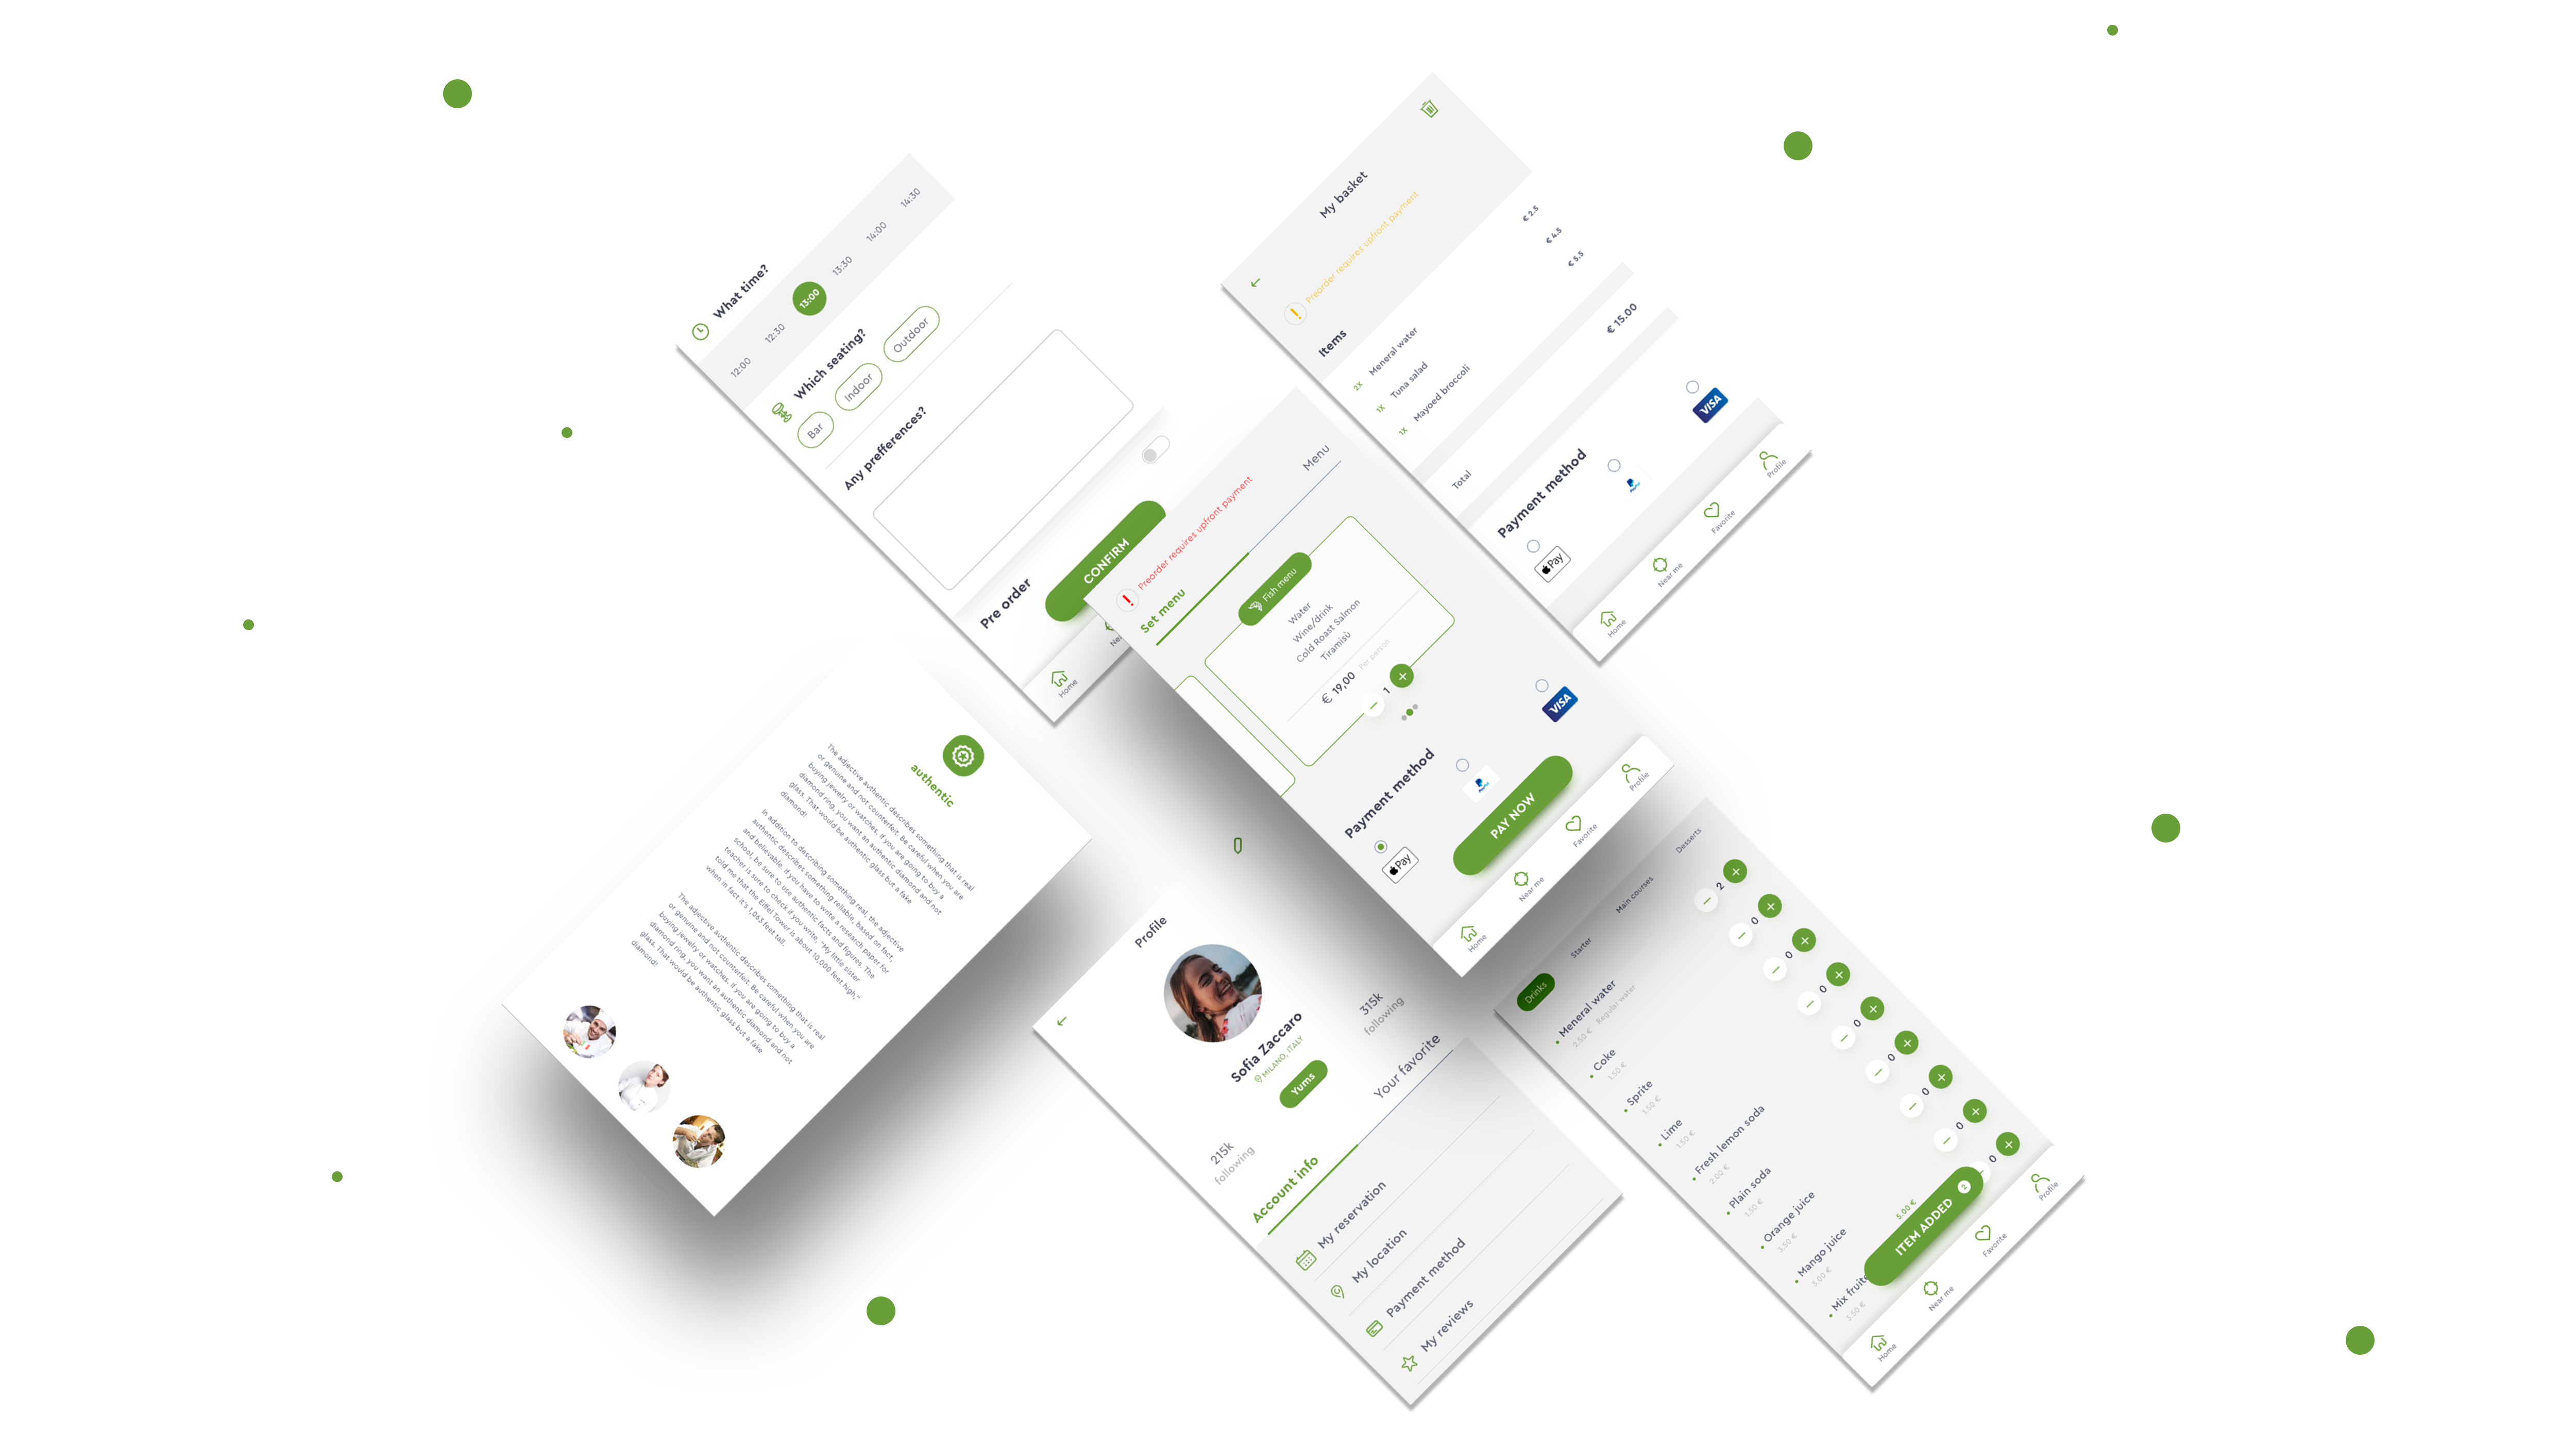 What time?
12:00 12:30 13:00 13:30 14:00 14:30
Which seating?
Bar Indoor Outdoor
Any prefferences?
Pre order
CONFIRM
Home
My basket
Preorder requires upfront payment
Items
2X Meneral water € 2.5
1X Tuna salad € 4.5
1X Mayoed broccoli € 5.5
Total € 15.00
Payment method
Pay PayPal VISA
Home Near me Favorite Profile
Preorder requires upfront payment
Set menu Menu
Fish menu
Water
Wine/drink
Cold Roast Salmon
Tiramisù
€ 19,00 Per person
1
Payment method
Pay PayPal VISA
PAY NOW
Home Near me Favorite Profile
authentic
The adjective authentic describes something that is real
or genuine and not counterfeit. Be careful when you are
buying jewelry or watches. if you are going to buy a
diamond ring, you want an authentic diamond and not
glass. That would be authentic glass but a fake
diamond!
In addition to describing something real, the adjective
authentic describes something reliable, based on fact,
and believable. if you have to write a research paper for
school, be sure to use authentic facts and figures. The
teacher is sure to check if you write, "My little sister
told me that the Eiffel Tower is about 10,000 feet high,"
when in fact it's 1,063 feet tall.
The adjective authentic describes something that is real
or genuine and not counterfeit. Be careful when you are
buying jewelry or watches. if you are going to buy a
diamond ring, you want an authentic diamond and not
glass. That would be authentic glass but a fake
diamond!
Profile
Sofia Zaccaro
MILANO, ITALY
Yums
215k 315k
following following
Account info Your favorite
My reservation
My location
Payment method
My reviews
Drinks Starter Main courses Desserts
Meneral water 2
2.50 € Regular water
Coke 0
1.50 €
Sprite 0
1.50 €
Lime 0
1.50 €
Fresh lemon soda 0
2.00 €
Plain soda 0
1.50 €
Orange juice 0
3.50 €
Mango juice 0
3.00 €
Mix fruit 0
3.50 €
5.00 €
ITEM ADDED 2
Home Near me Favorite Profile